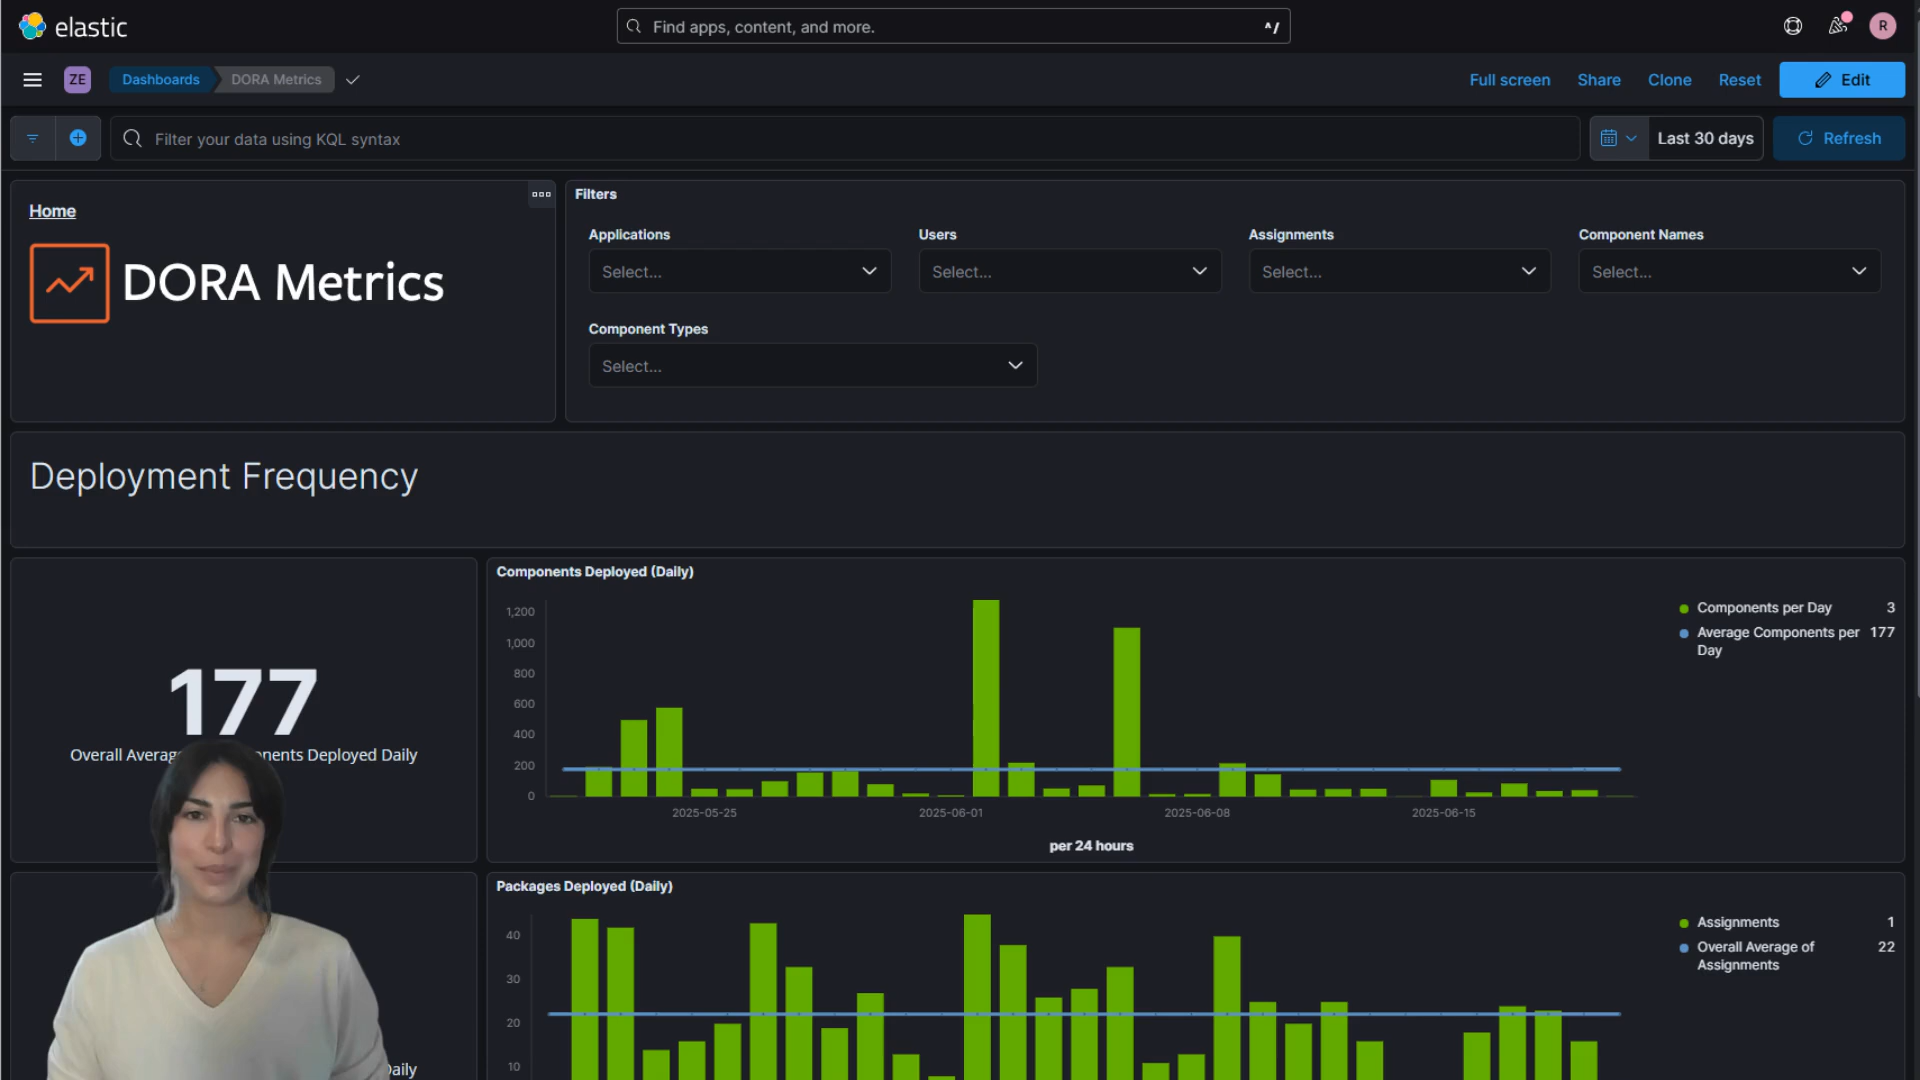 elastic
Find apps, content, and more.
^/
R
ZE
Dashboards
DORA Metrics
Full screen
Share
Clone
Reset
Edit
Filter your data using KQL syntax
Last 30 days
Refresh
Home
DORA Metrics
Filters
Applications
Users
Assignments
Component Names
Select...
Select...
Select...
Select...
Component Types
Select...
Deployment Frequency
177
Overall Average
nents Deployed Daily
Components Deployed (Daily)
1,200
1,000
800
600
400
200
0
2025-05-25
2025-06-01
2025-06-08
2025-06-15
per 24 hours
Components per Day 3
Average Components per 177
Day
Daily
Packages Deployed (Daily)
40
30
20
10
Assignments 1
Overall Average of 22
Assignments